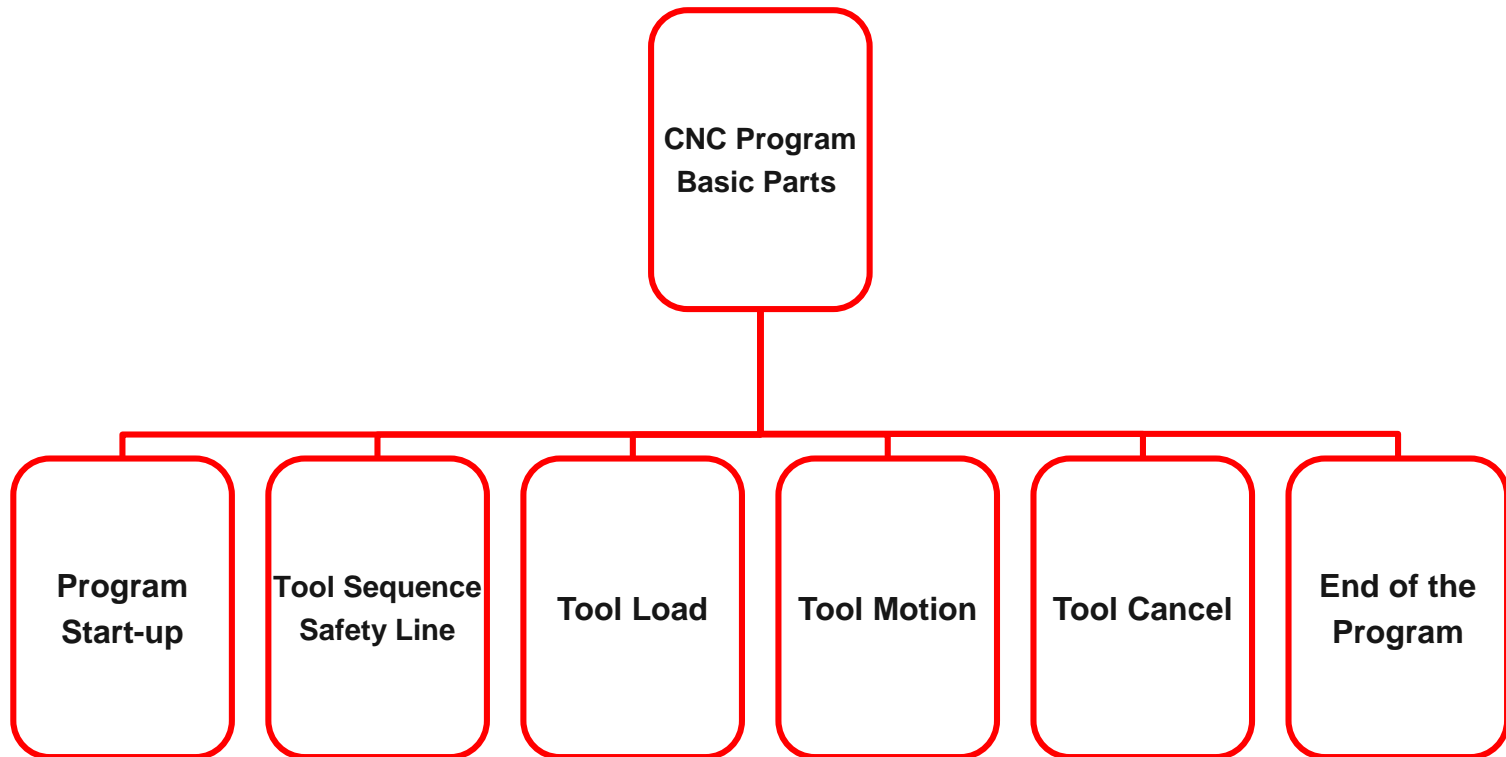 CNC Program
Basic Parts
Program
Start-up
Tool Sequence
Safety Line
Tool Load
Tool Motion
Tool Cancel
End of the
Program